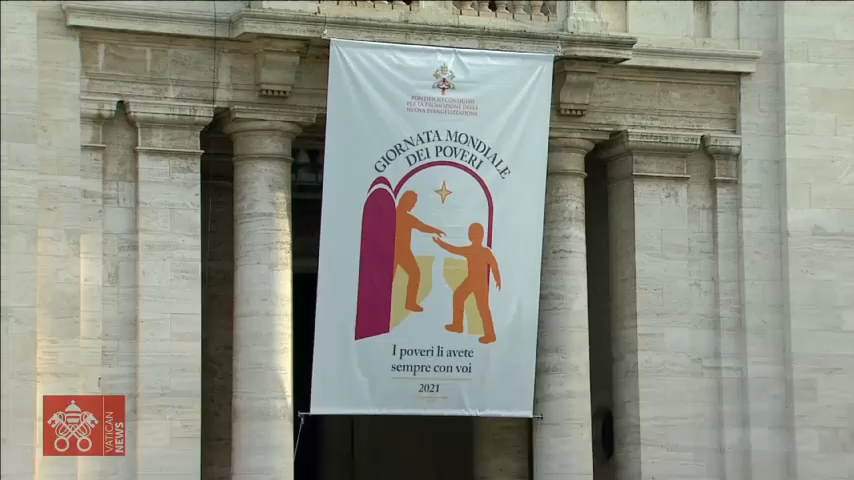 PONTIFICIO CONSIGLIO
PER LA PROMOZIONE DELLA
NUOVA EVANGELIZZAZIONE
GIORNATA MONDIALE
DEI POVERI
I poveri li avete
sempre con voi
2021
VATICAN
NEWS